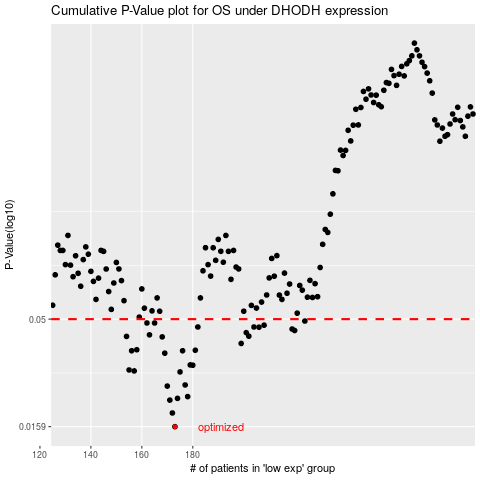 Cumulative P-Value plot for OS under DHODH expression
P-Value(log10)
0.05
0.0159
optimized
120
140
160
180
# of patients in 'low exp' group